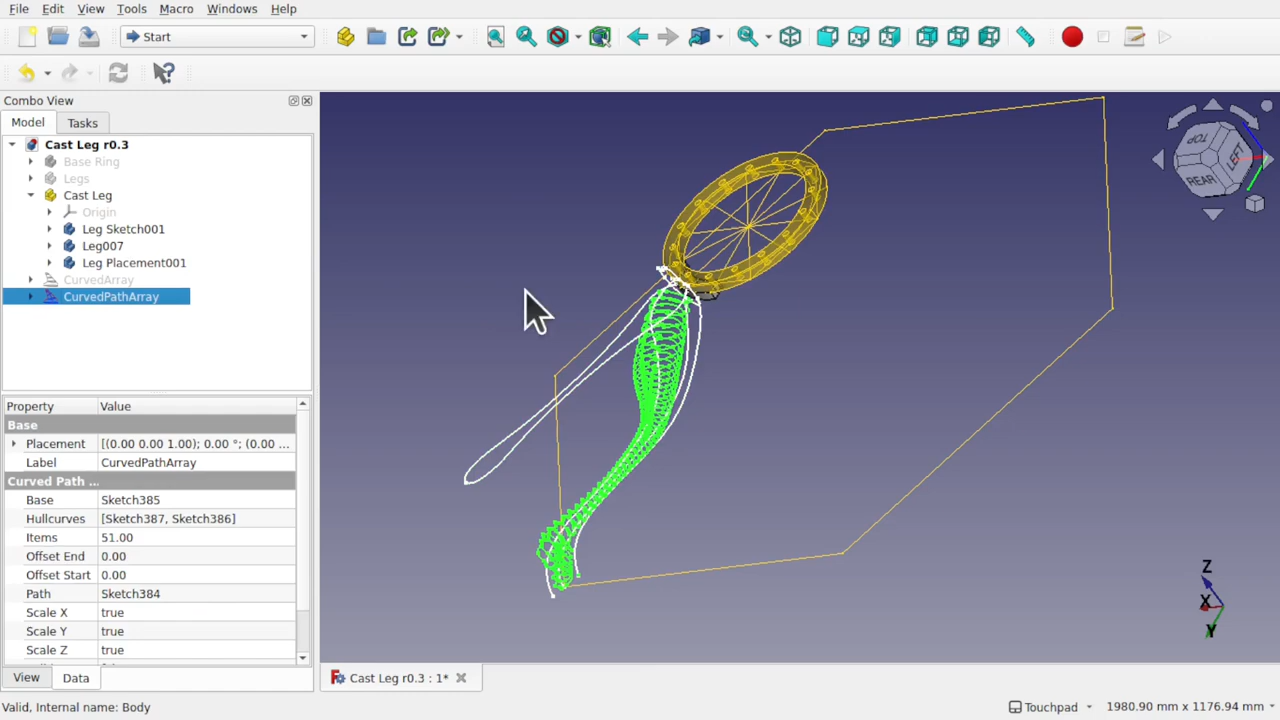 File Edit View Tools Macro Windows Help
Start
Combo View
Model Tasks
Cast Leg r0.3
Base Ring
Legs
Cast Leg
Origin
Leg Sketch001
Leg007
Leg Placement001
CurvedArray
CurvedPathArray
Property Value
Base
Placement [(0.00 0.00 1.00); 0.00 °; (0.00 ...
Label CurvedPathArray
Curved Path ...
Base Sketch385
Hullcurves [Sketch387, Sketch386]
Items 51.00
Offset End 0.00
Offset Start 0.00
Path Sketch384
Scale X true
Scale Y true
Scale Z true
View Data
Cast Leg r0.3 : 1*
TOP
LEFT
REAR
Z
X
Y
Valid, Internal name: Body
Touchpad 1980.90 mm x 1176.94 mm